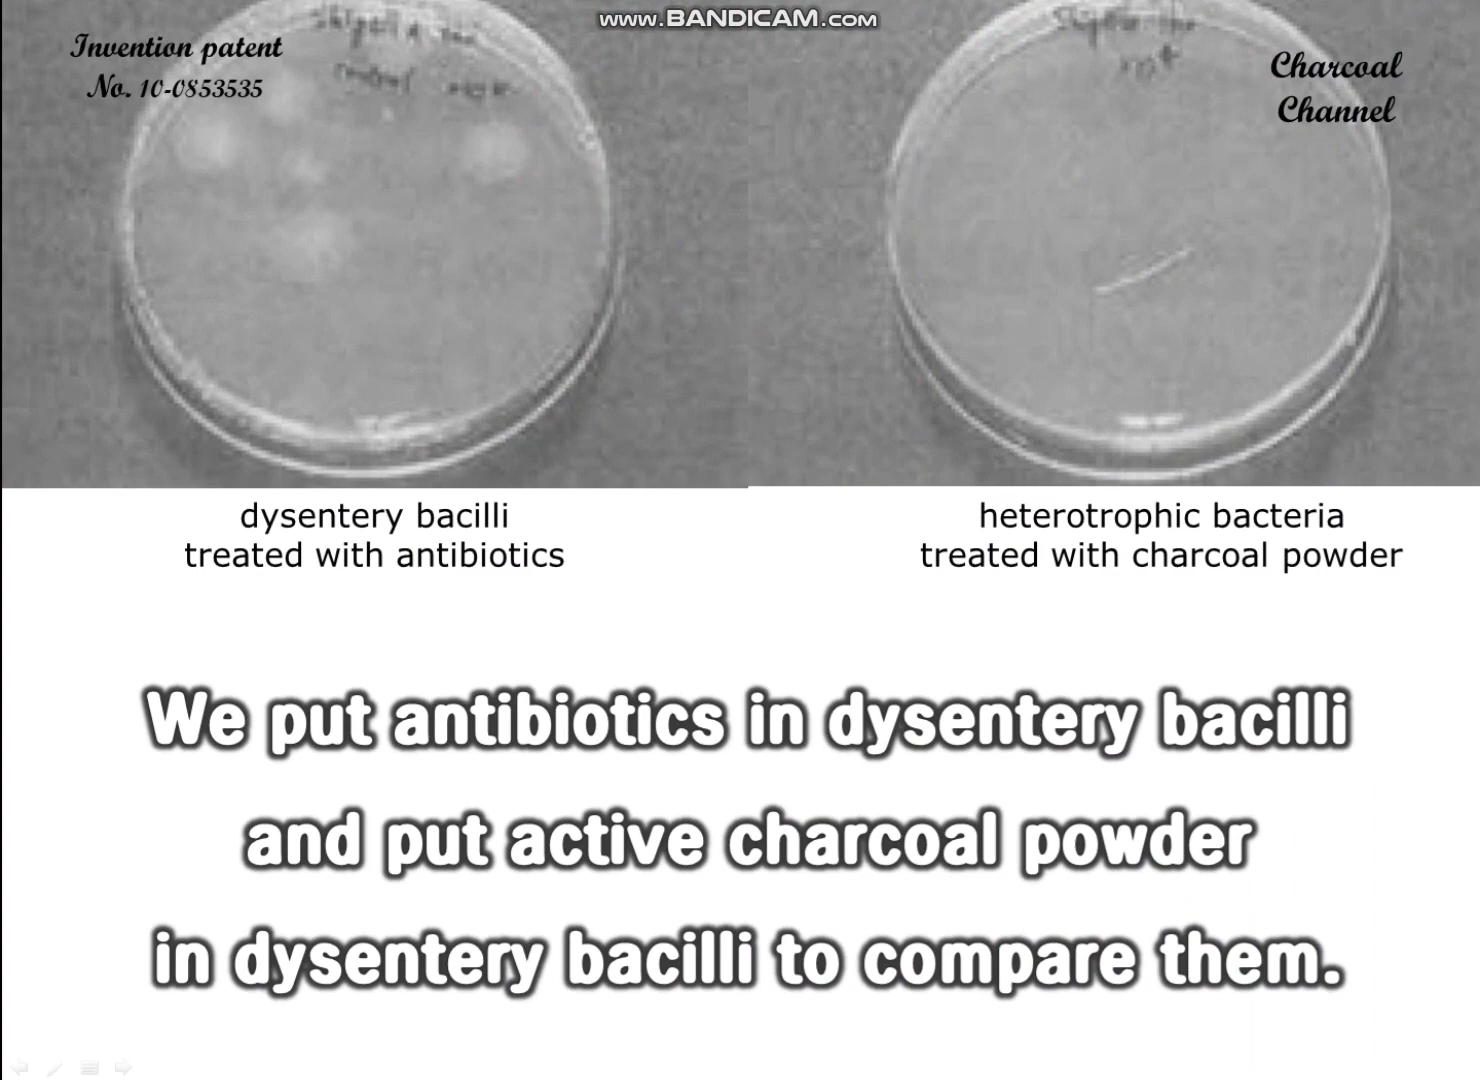 www.BANDICAM.com
Invention patent
No. 10-0853535
Charcoal
Channel
control
dysentery bacilli
treated with antibiotics
heterotrophic bacteria
treated with charcoal powder
We put antibiotics in dysentery bacilli
and put active charcoal powder
in dysentery bacilli to compare them.